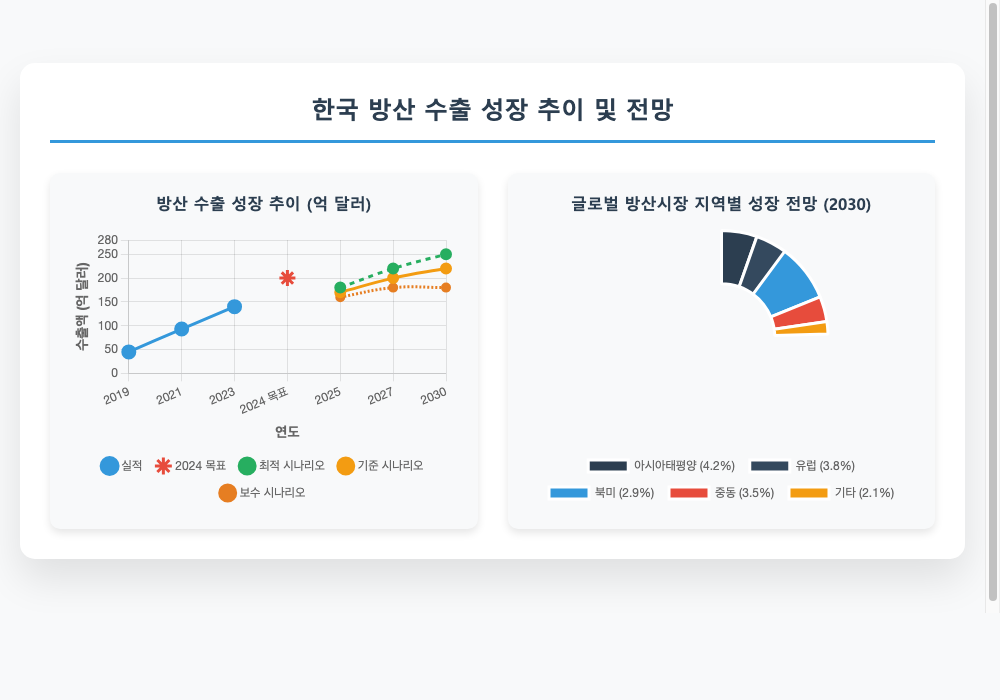 한국 방산 수출 성장 추이 및 전망
방산 수출 성장 추이 (억 달러)
280
250
200
150
100
50
0
수출액 (억 달러)
2019
2021
2023
2024 목표
2025
2027
2030
연도
실적
2024 목표
최적 시나리오
기준 시나리오
보수 시나리오
글로벌 방산시장 지역별 성장 전망 (2030)
아시아태평양 (4.2%)
유럽 (3.8%)
북미 (2.9%)
중동 (3.5%)
기타 (2.1%)